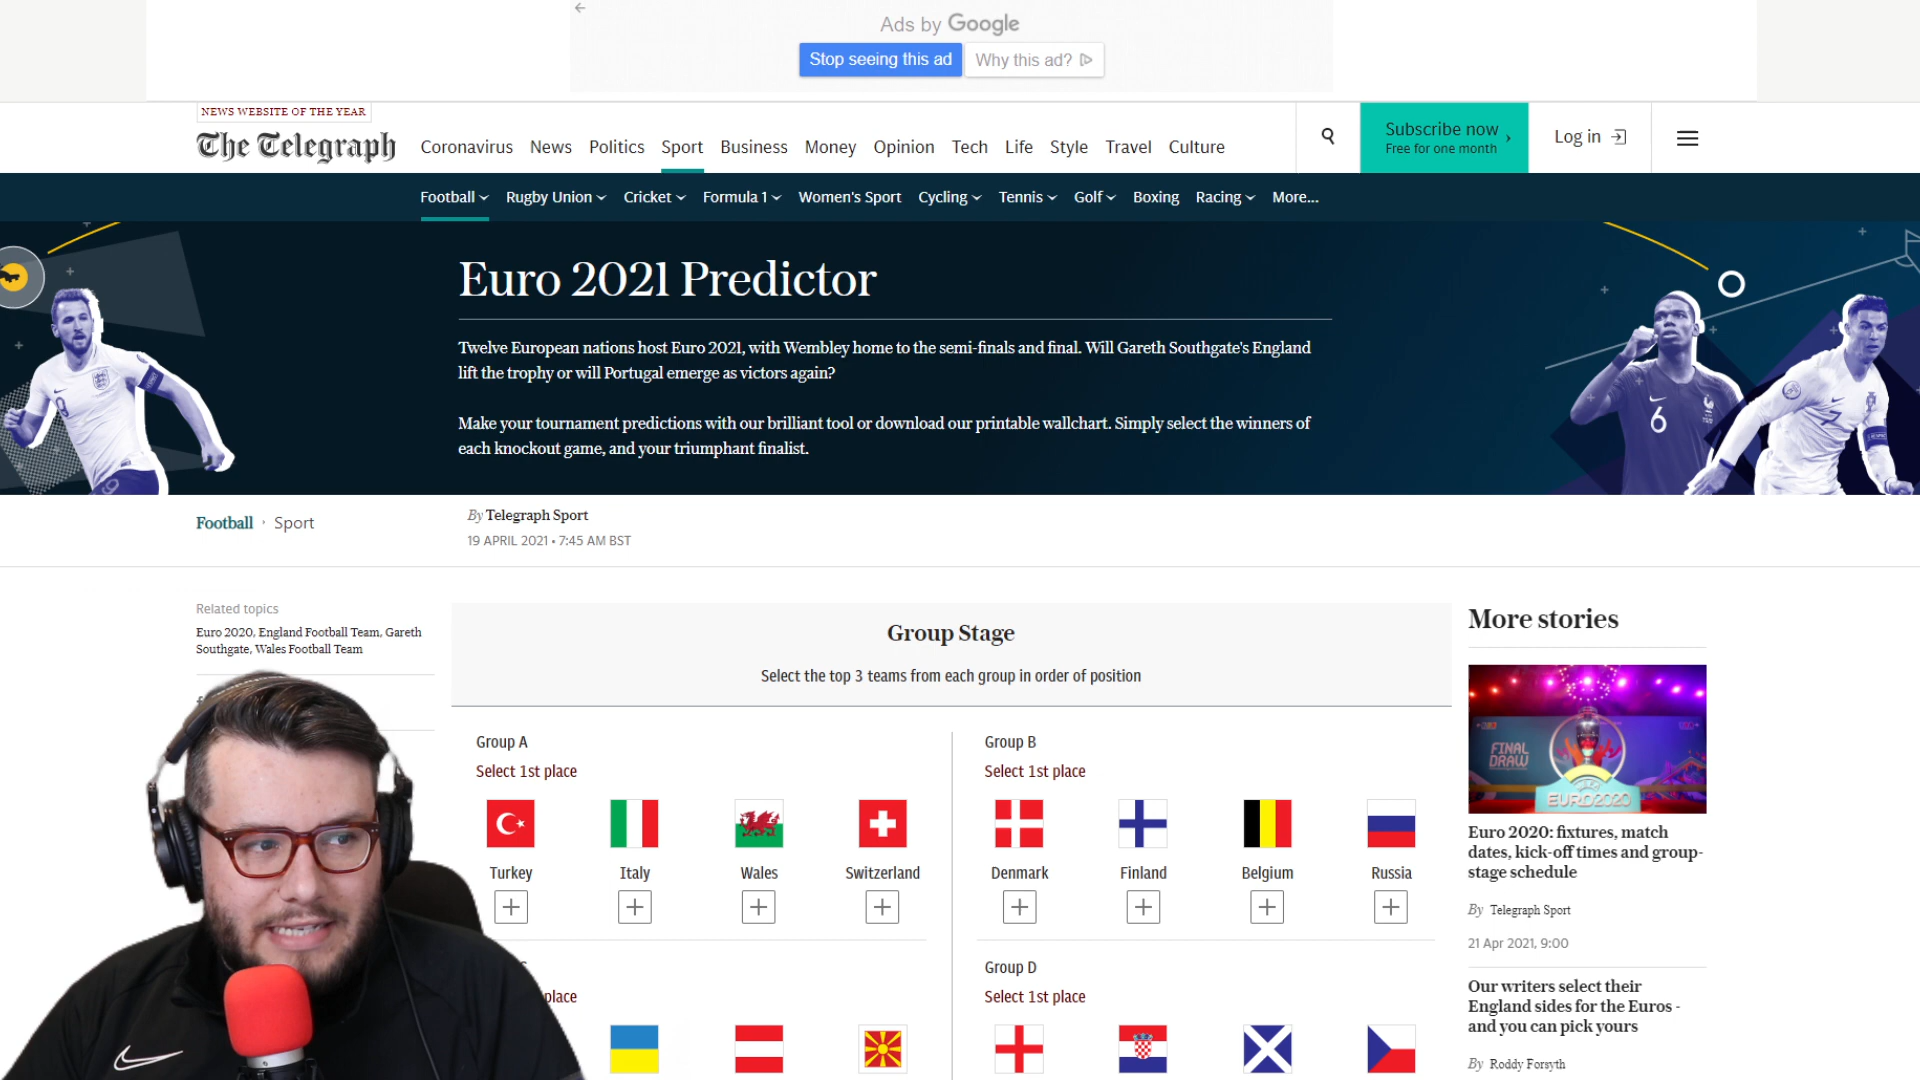 Ads by Google
Stop seeing this ad
Why this ad?
NEWS WEBSITE OF THE YEAR
The Telegraph
Coronavirus News Politics Sport Business Money Opinion Tech Life Style Travel Culture
Subscribe now
Free for one month
Log in
Football Rugby Union Cricket Formula 1 Women's Sport Cycling Tennis Golf Boxing Racing More...
Euro 2021 Predictor
Twelve European nations host Euro 2021, with Wembley home to the semi-finals and final. Will Gareth Southgate's England
lift the trophy or will Portugal emerge as victors again?
Make your tournament predictions with our brilliant tool or download our printable wallchart. Simply select the winners of
each knockout game, and your triumphant finalist.
9
6
7
Football Sport
By Telegraph Sport
19 APRIL 2021 • 7:45 AM BST
Related topics
Euro 2020, England Football Team, Gareth
Southgate, Wales Football Team
Group Stage
Select the top 3 teams from each group in order of position
Group A
Select 1st place
Turkey Italy Wales Switzerland
Group B
Select 1st place
Denmark Finland Belgium Russia
place
Group D
Select 1st place
More stories
FINAL
DRAW
EURO2020
Euro 2020: fixtures, match
dates, kick-off times and group-
stage schedule
By Telegraph Sport
21 Apr 2021, 9:00
Our writers select their
England sides for the Euros -
and you can pick yours
By Roddy Forsyth